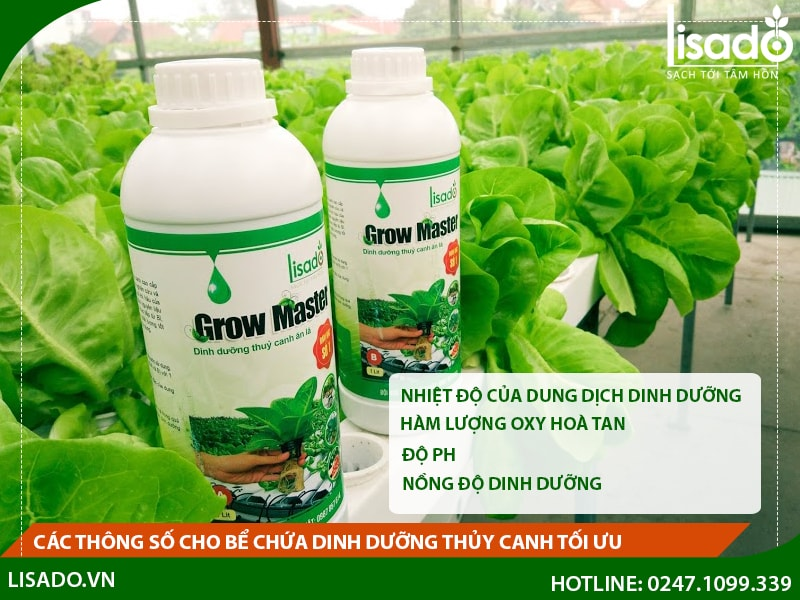 lisado
SẠCH TỚI TÂM HỒN
lisado
Grow Master
Dinh dưỡng thuỷ canh ăn lá
B
1 Lít
lisado
Grow Master
Dinh dưỡng thuỷ canh ăn lá
A
NHIỆT ĐỘ CỦA DUNG DỊCH DINH DƯỠNG
HÀM LƯỢNG OXY HOÀ TAN
ĐỘ PH
NỒNG ĐỘ DINH DƯỠNG
CÁC THÔNG SỐ CHO BỂ CHỨA DINH DƯỠNG THỦY CANH TỐI ƯU
LISADO.VN
HOTLINE: 0247.1099.339